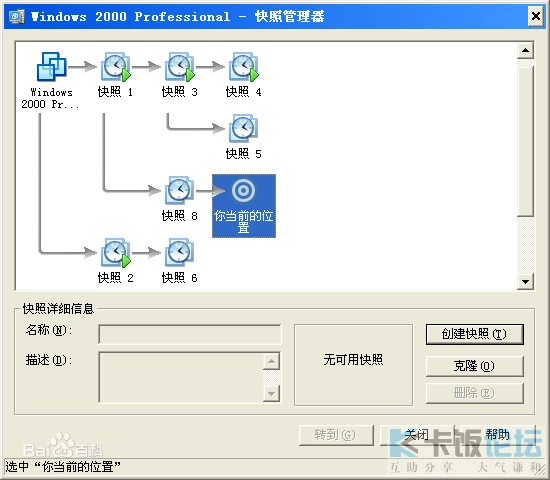 Windows 2000 Professional - 快照管理器
Windows 2000 Pr...
快照 1
快照 3
快照 4
快照 5
快照 8
你当前的位置
快照 2
快照 6
快照详细信息
名称(N):
描述(D):
无可用快照
创建快照(T)
克隆(O)
删除(E)
转到(G)
关闭
帮助
Bai百科
卡饭论坛
互助分享 大气谦和
选中“你当前的位置”